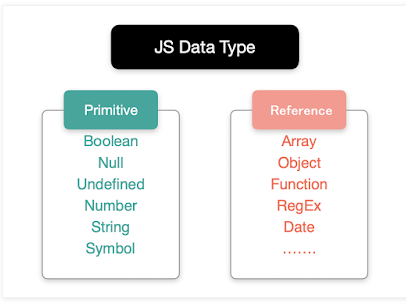 JS Data Type
Primitive
Boolean
Null
Undefined
Number
String
Symbol
Reference
Array
Object
Function
RegEx
Date
.......